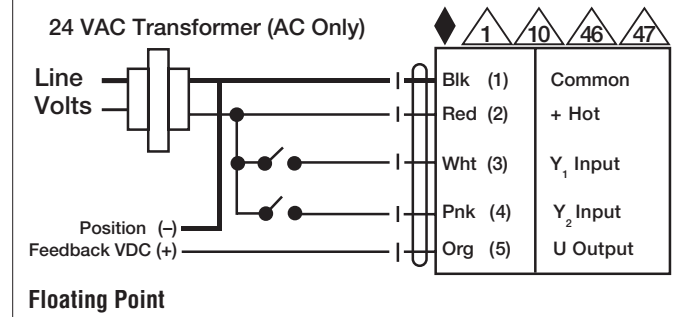 24 VAC Transformer (AC Only)
1 10 46 47
Line
Volts
Blk (1) Common
Red (2) + Hot
Wht (3) Y1 Input
Pnk (4) Y2 Input
Position (–)
Feedback VDC (+)
Org (5) U Output
Floating Point